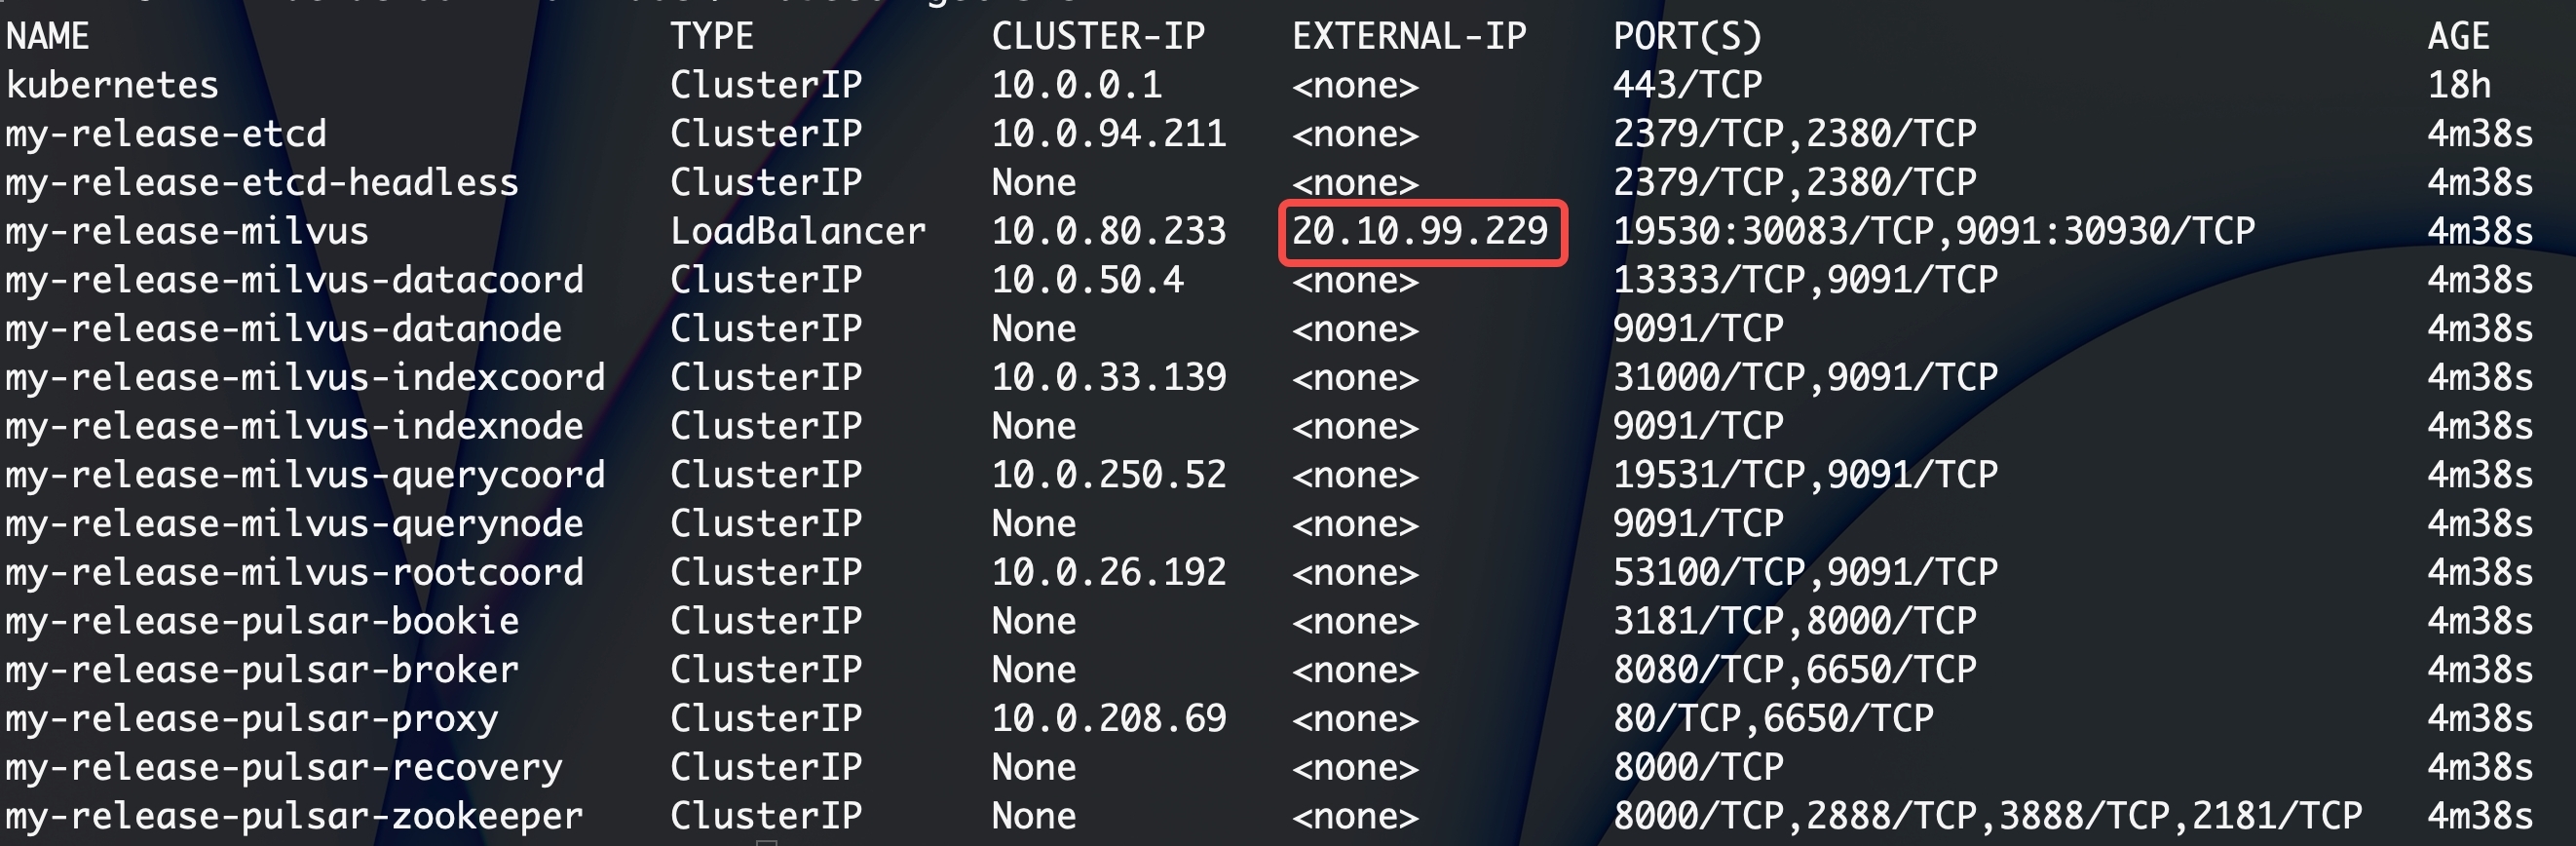 NAME TYPE CLUSTER-IP EXTERNAL-IP PORT(S) AGE
kubernetes ClusterIP 10.0.0.1 <none> 443/TCP 18h
my-release-etcd ClusterIP 10.0.94.211 <none> 2379/TCP,2380/TCP 4m38s
my-release-etcd-headless ClusterIP None <none> 2379/TCP,2380/TCP 4m38s
my-release-milvus LoadBalancer 10.0.80.233 20.10.99.229 19530:30083/TCP,9091:30930/TCP 4m38s
my-release-milvus-datacoord ClusterIP 10.0.50.4 <none> 13333/TCP,9091/TCP 4m38s
my-release-milvus-datanode ClusterIP None <none> 9091/TCP 4m38s
my-release-milvus-indexcoord ClusterIP 10.0.33.139 <none> 31000/TCP,9091/TCP 4m38s
my-release-milvus-indexnode ClusterIP None <none> 9091/TCP 4m38s
my-release-milvus-querycoord ClusterIP 10.0.250.52 <none> 19531/TCP,9091/TCP 4m38s
my-release-milvus-querynode ClusterIP None <none> 9091/TCP 4m38s
my-release-milvus-rootcoord ClusterIP 10.0.26.192 <none> 53100/TCP,9091/TCP 4m38s
my-release-pulsar-bookie ClusterIP None <none> 3181/TCP,8000/TCP 4m38s
my-release-pulsar-broker ClusterIP None <none> 8080/TCP,6650/TCP 4m38s
my-release-pulsar-proxy ClusterIP 10.0.208.69 <none> 80/TCP,6650/TCP 4m38s
my-release-pulsar-recovery ClusterIP None <none> 8000/TCP 4m38s
my-release-pulsar-zookeeper ClusterIP None <none> 8000/TCP,2888/TCP,3888/TCP,2181/TCP 4m38s